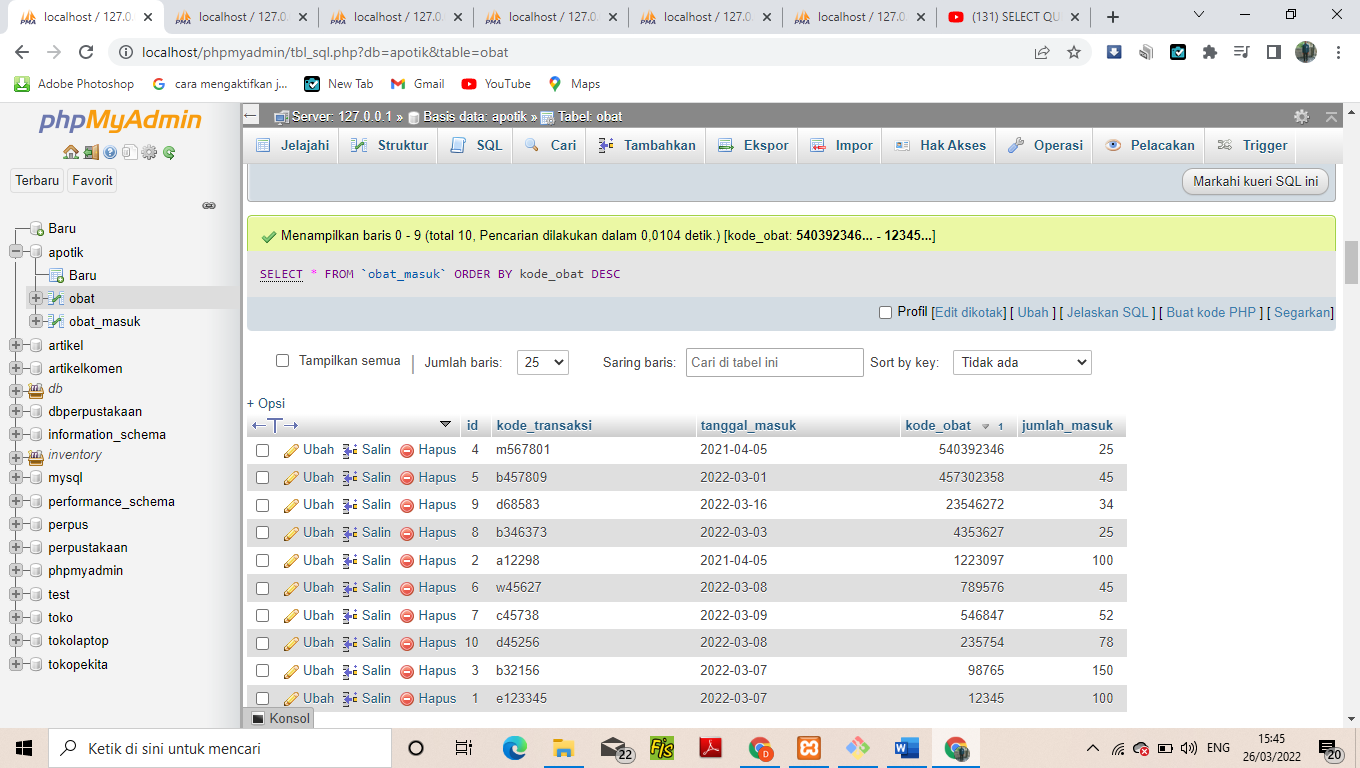 localhost / 127.0. localhost / 127.0. localhost / 127.0. localhost / 127.0. localhost / 127.0. localhost / 127.0. (131) SELECT QU
localhost/phpmyadmin/tbl_sql.php?db=apotik&table=obat
Adobe Photoshop cara mengaktifkan j... New Tab Gmail YouTube Maps
phpMyAdmin
Terbaru Favorit
Baru
apotik
Baru
obat
obat_masuk
artikel
artikelkomen
db
dbperpustakaan
information_schema
inventory
mysql
performance_schema
perpus
perpustakaan
phpmyadmin
test
toko
tokolaptop
tokopekita
Server: 127.0.0.1 » Basis data: apotik » Tabel: obat
Jelajahi Struktur SQL Cari Tambahkan Ekspor Impor Hak Akses Operasi Pelacakan Trigger
Markahi kueri SQL ini
Menampilkan baris 0 - 9 (total 10, Pencarian dilakukan dalam 0,0104 detik.) [kode_obat: 540392346... - 12345...]
SELECT * FROM `obat_masuk` ORDER BY kode_obat DESC
Profil [Edit dikotak] [ Ubah ] [ Jelaskan SQL ] [ Buat kode PHP ] [ Segarkan]
Tampilkan semua | Jumlah baris: 25 Saring baris: Cari di tabel ini Sort by key: Tidak ada
+ Opsi
←T→ id kode_transaksi tanggal_masuk kode_obat 1 jumlah_masuk
Ubah Salin Hapus 4 m567801 2021-04-05 540392346 25
Ubah Salin Hapus 5 b457809 2022-03-01 457302358 45
Ubah Salin Hapus 9 d68583 2022-03-16 23546272 34
Ubah Salin Hapus 8 b346373 2022-03-03 4353627 25
Ubah Salin Hapus 2 a12298 2021-04-05 1223097 100
Ubah Salin Hapus 6 w45627 2022-03-08 789576 45
Ubah Salin Hapus 7 c45738 2022-03-09 546847 52
Ubah Salin Hapus 10 d45256 2022-03-08 235754 78
Ubah Salin Hapus 3 b32156 2022-03-07 98765 150
Ubah Salin Hapus 1 e123345 2022-03-07 12345 100
Konsol
Ketik di sini untuk mencari 22 Fis D W ENG 15:45
26/03/2022 20